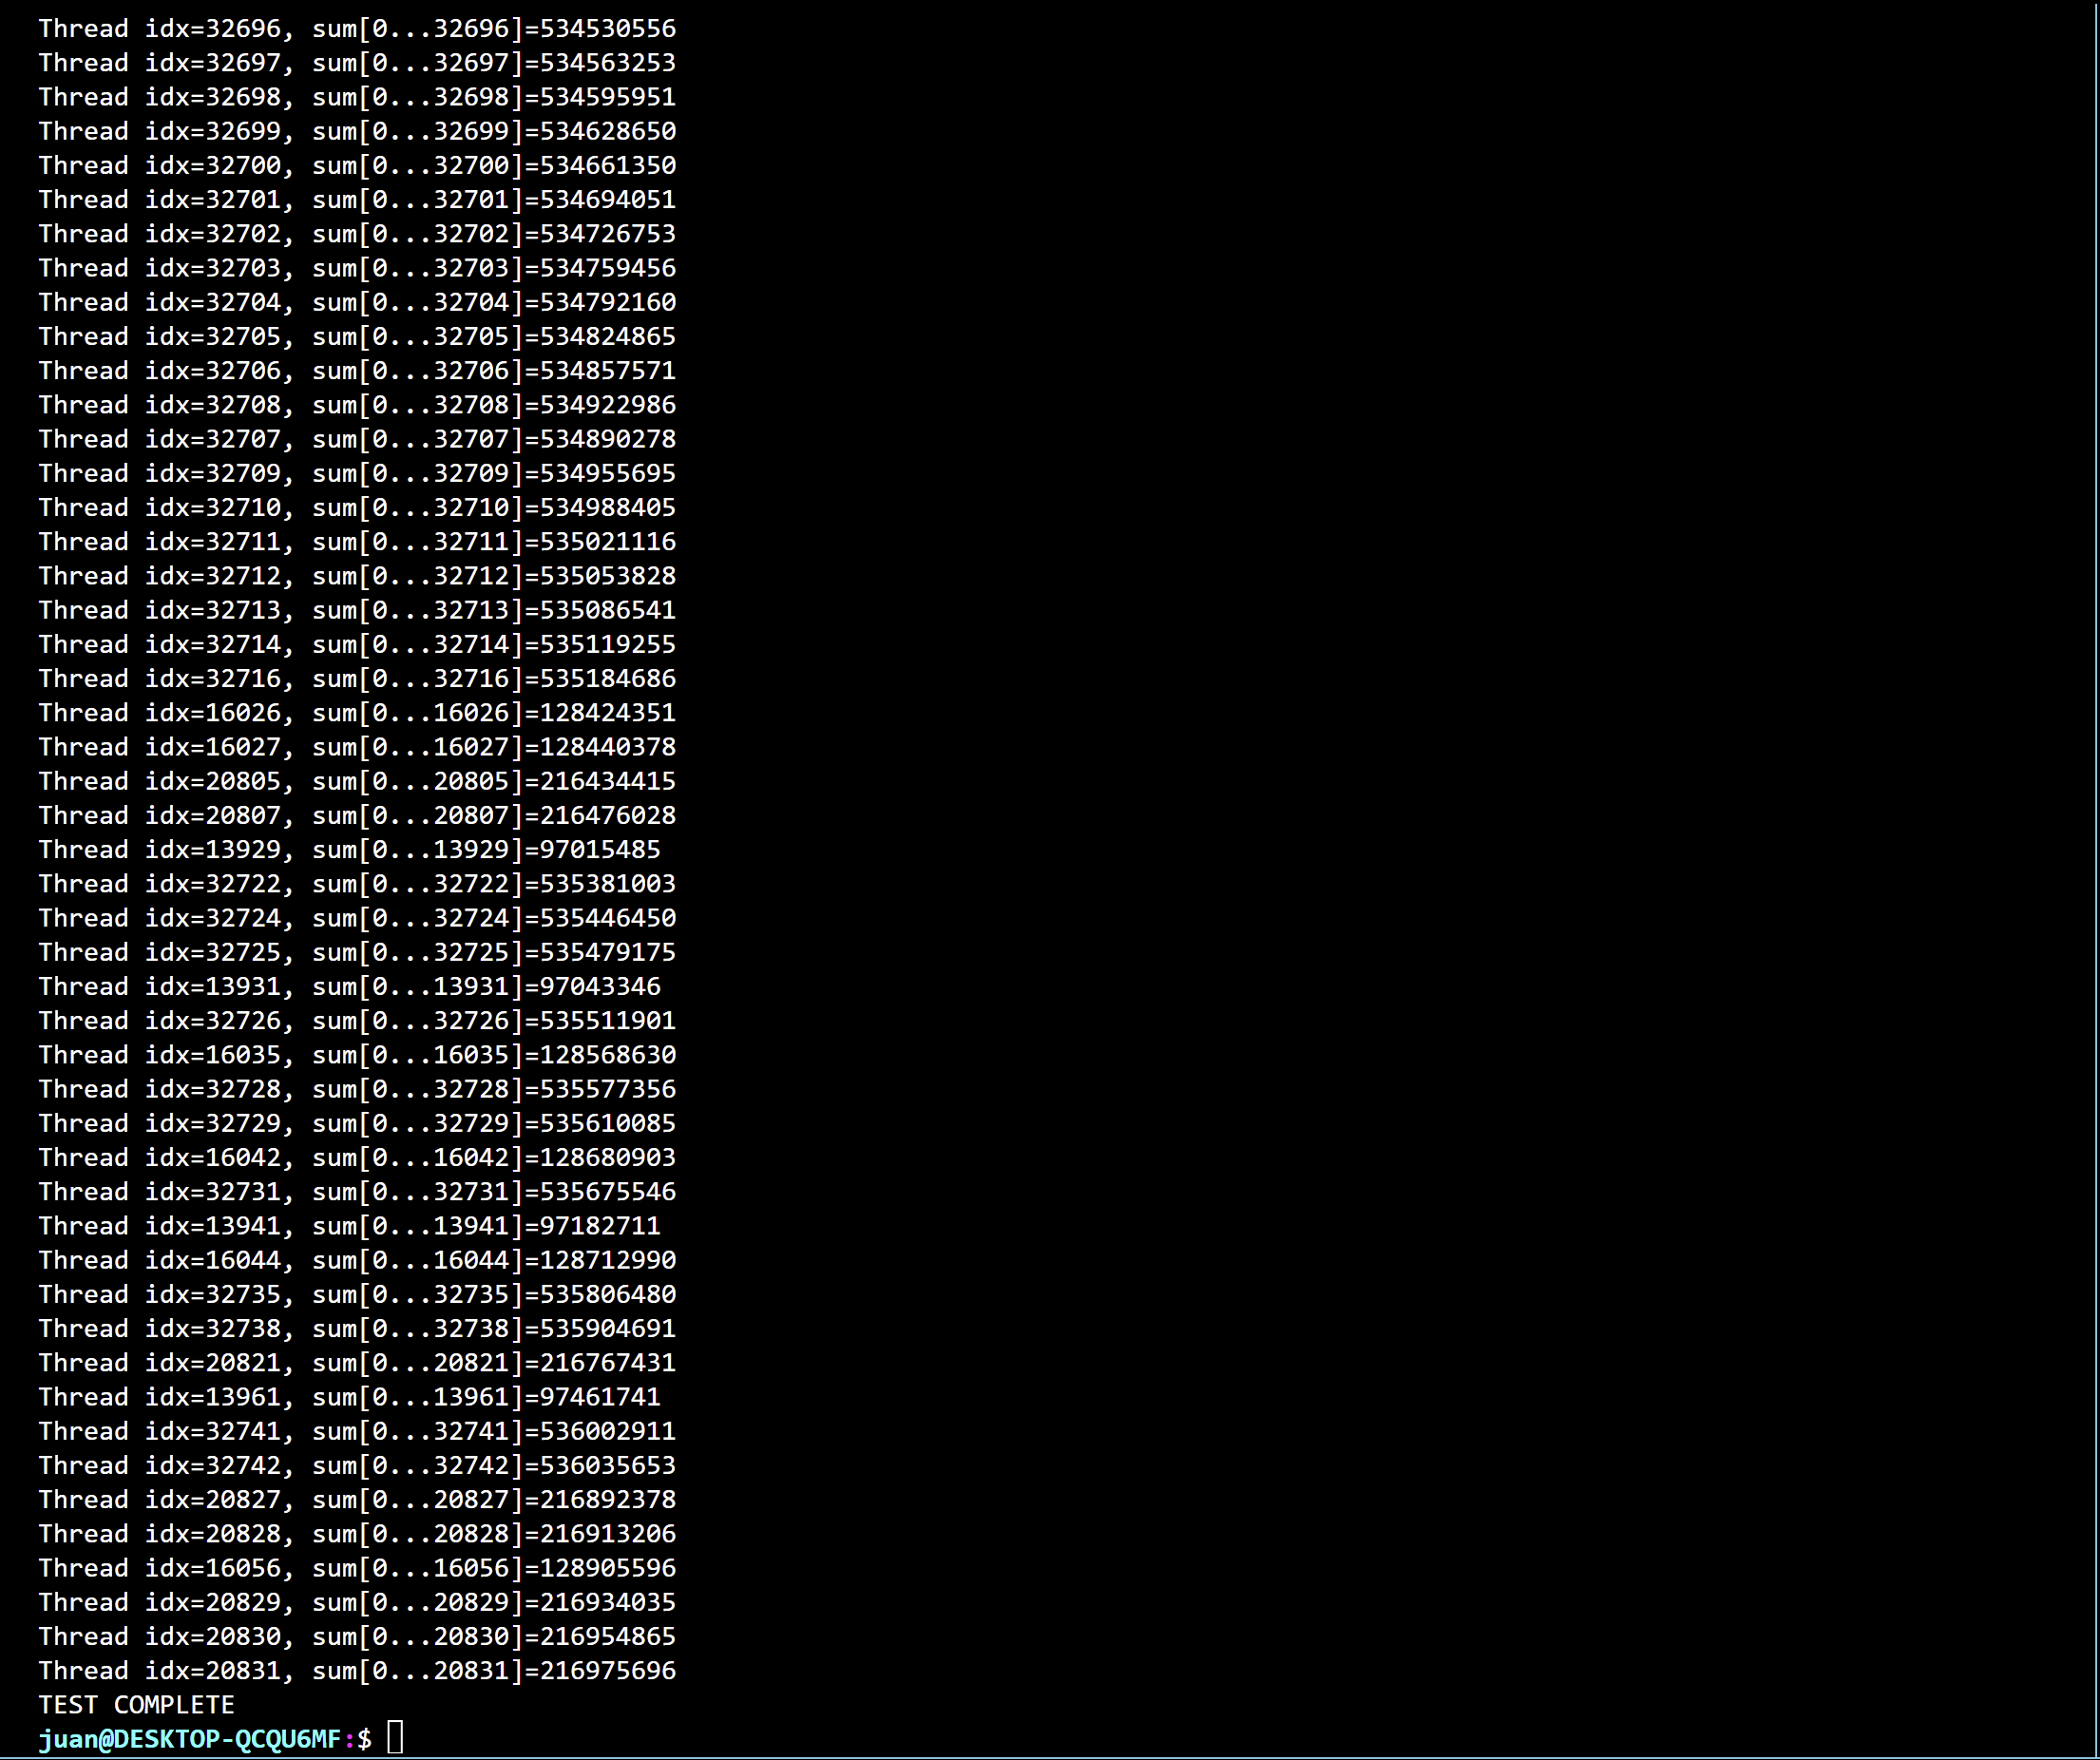 Thread idx=32696, sum[0...32696]=534530556
Thread idx=32697, sum[0...32697]=534563253
Thread idx=32698, sum[0...32698]=534595951
Thread idx=32699, sum[0...32699]=534628650
Thread idx=32700, sum[0...32700]=534661350
Thread idx=32701, sum[0...32701]=534694051
Thread idx=32702, sum[0...32702]=534726753
Thread idx=32703, sum[0...32703]=534759456
Thread idx=32704, sum[0...32704]=534792160
Thread idx=32705, sum[0...32705]=534824865
Thread idx=32706, sum[0...32706]=534857571
Thread idx=32708, sum[0...32708]=534922986
Thread idx=32707, sum[0...32707]=534890278
Thread idx=32709, sum[0...32709]=534955695
Thread idx=32710, sum[0...32710]=534988405
Thread idx=32711, sum[0...32711]=535021116
Thread idx=32712, sum[0...32712]=535053828
Thread idx=32713, sum[0...32713]=535086541
Thread idx=32714, sum[0...32714]=535119255
Thread idx=32716, sum[0...32716]=535184686
Thread idx=16026, sum[0...16026]=128424351
Thread idx=16027, sum[0...16027]=128440378
Thread idx=20805, sum[0...20805]=216434415
Thread idx=20807, sum[0...20807]=216476028
Thread idx=13929, sum[0...13929]=97015485
Thread idx=32722, sum[0...32722]=535381003
Thread idx=32724, sum[0...32724]=535446450
Thread idx=32725, sum[0...32725]=535479175
Thread idx=13931, sum[0...13931]=97043346
Thread idx=32726, sum[0...32726]=535511901
Thread idx=16035, sum[0...16035]=128568630
Thread idx=32728, sum[0...32728]=535577356
Thread idx=32729, sum[0...32729]=535610085
Thread idx=16042, sum[0...16042]=128680903
Thread idx=32731, sum[0...32731]=535675546
Thread idx=13941, sum[0...13941]=97182711
Thread idx=16044, sum[0...16044]=128712990
Thread idx=32735, sum[0...32735]=535806480
Thread idx=32738, sum[0...32738]=535904691
Thread idx=20821, sum[0...20821]=216767431
Thread idx=13961, sum[0...13961]=97461741
Thread idx=32741, sum[0...32741]=536002911
Thread idx=32742, sum[0...32742]=536035653
Thread idx=20827, sum[0...20827]=216892378
Thread idx=20828, sum[0...20828]=216913206
Thread idx=16056, sum[0...16056]=128905596
Thread idx=20829, sum[0...20829]=216934035
Thread idx=20830, sum[0...20830]=216954865
Thread idx=20831, sum[0...20831]=216975696
TEST COMPLETE
juan@DESKTOP-QCQU6MF:$